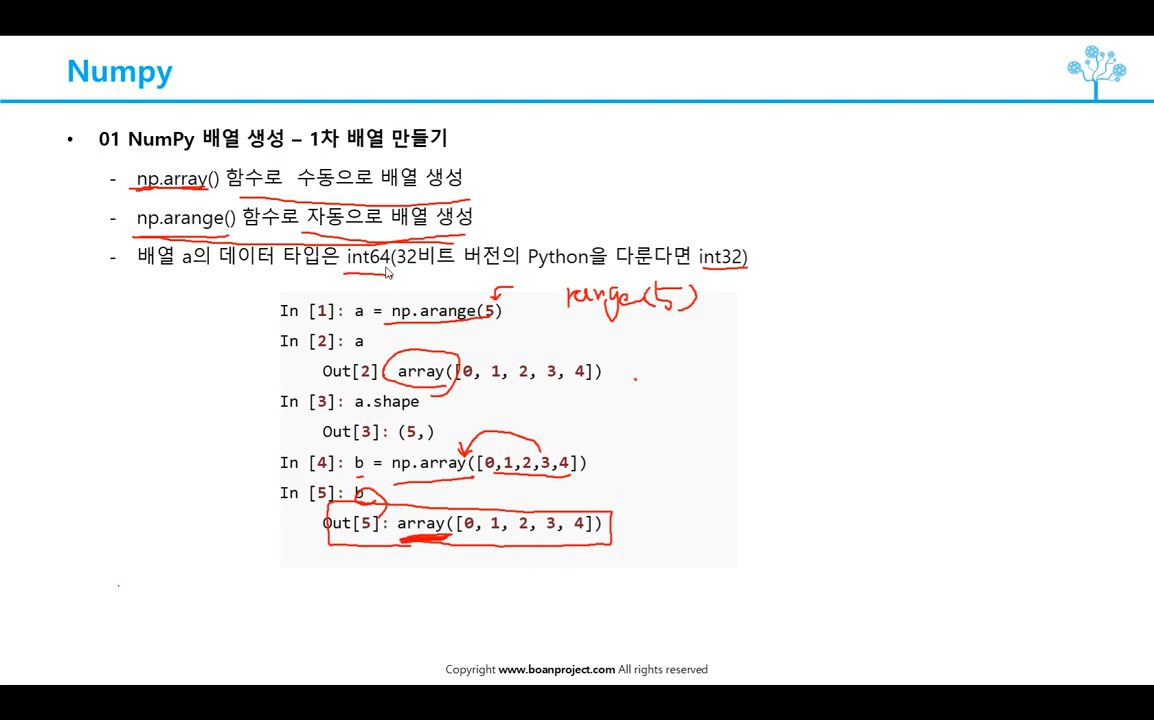 Numpy
• 01 NumPy 배열 생성 – 1차 배열 만들기
- np.array() 함수로 수동으로 배열 생성
- np.arange() 함수로 자동으로 배열 생성
- 배열 a의 데이터 타입은 int64(32비트 버전의 Python을 다룬다면 int32)
range(5)
In [1]: a = np.arange(5)
In [2]: a
Out[2] array([0, 1, 2, 3, 4])
In [3]: a.shape
Out[3]: (5,)
In [4]: b = np.array([0,1,2,3,4])
In [5]: b
Out[5]: array([0, 1, 2, 3, 4])
Copyright www.boanproject.com All rights reserved